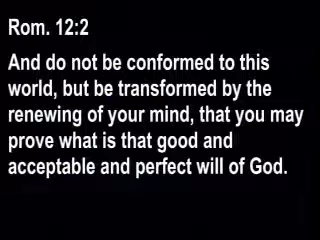 Rom. 12:2
And do not be conformed to this
world, but be transformed by the
renewing of your mind, that you may
prove what is that good and
acceptable and perfect will of God.